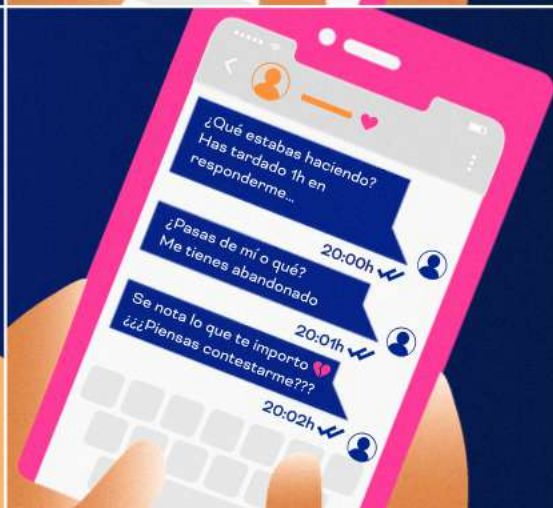 ¿Qué estabas haciendo?
Has tardado 1h en
responderme...
20:00h
¿Pasas de mí o qué?
Me tienes abandonado
20:01h
Se nota lo que te importo 💔
¿¿¿Piensas contestarme???
20:02h